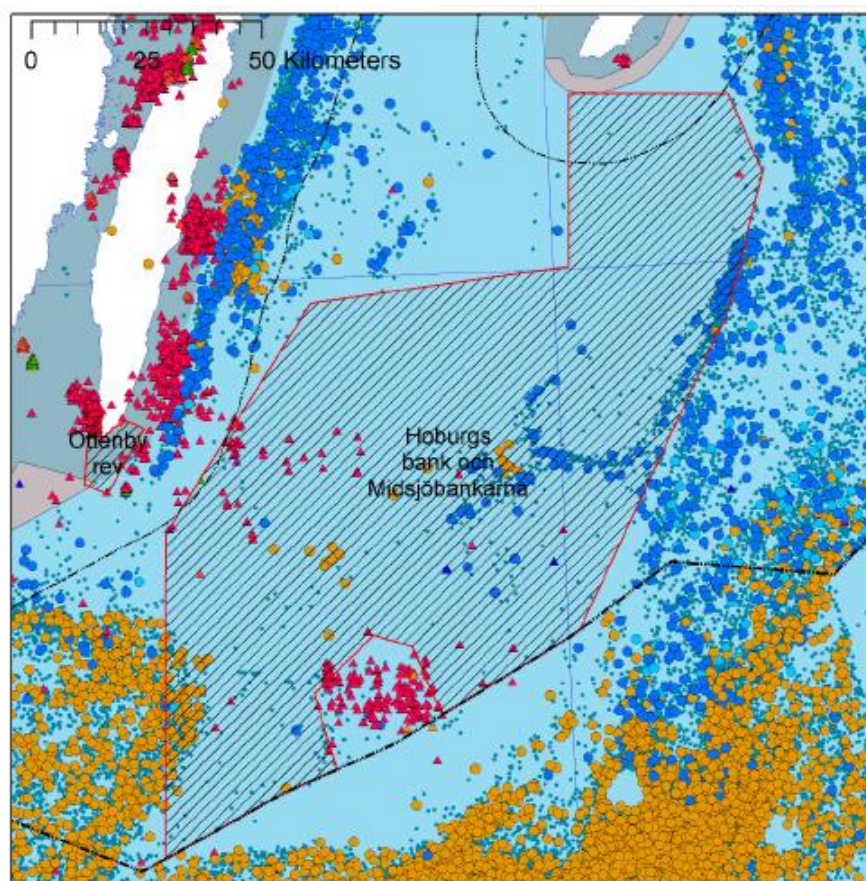 0 25 50 Kilometers
Ottenby
rev
Hoburgs
bank och
Midsjöbankarna